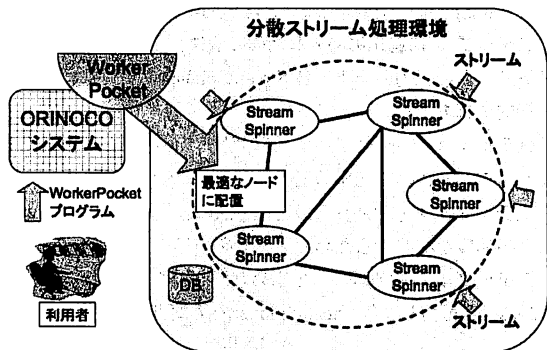 分散ストリーム処理環境
Worker
Pocket
ストリーム
ORINOCO
システム
Stream
Spinner
Stream
Spinner
WorkerPocket
プログラム
最適なノード
に配置
Stream
Spinner
Stream
Spinner
DB
Stream
Spinner
利用者
ストリーム